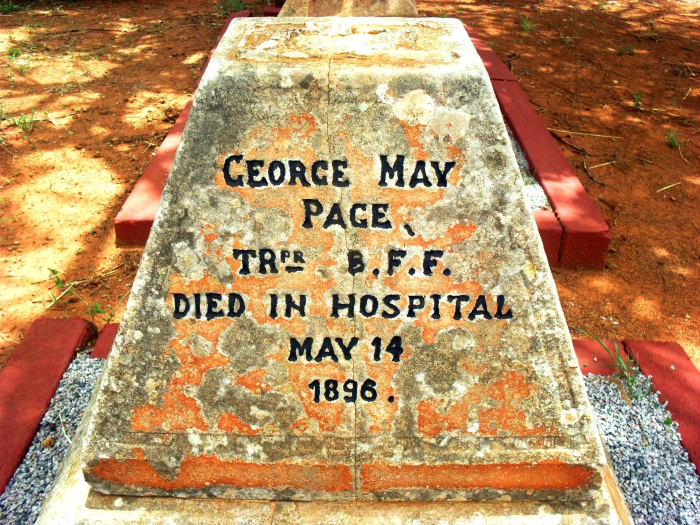 GEORGE MAY
PAGE
TRPR B.F.F.
DIED IN HOSPITAL
MAY 14
1896.